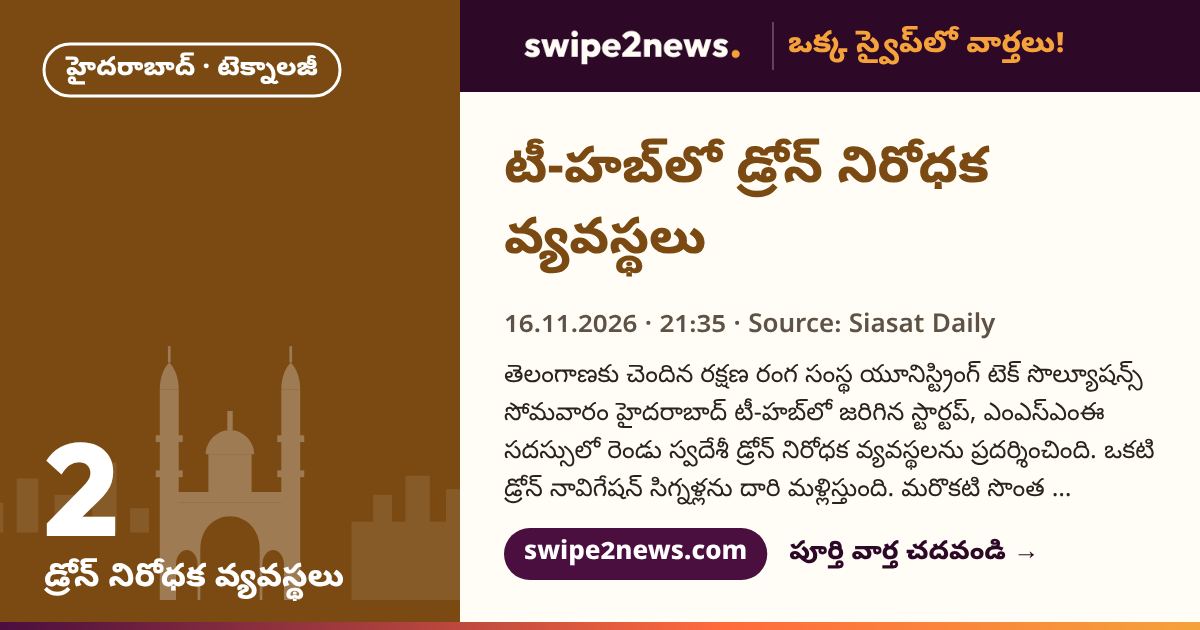 హైదరాబాద్ · టెక్నాలజీ
2
డ్రోన్ నిరోధక వ్యవస్థలు
swipe2news.
ఒక్క స్వైప్‌లో వార్తలు!
టీ-హబ్‌లో డ్రోన్ నిరోధక
వ్యవస్థలు
16.11.2026 · 21:35 · Source: Siasat Daily
తెలంగాణకు చెందిన రక్షణ రంగ సంస్థ యూనిస్ట్రింగ్ టెక్ సొల్యూషన్స్
సోమవారం హైదరాబాద్ టీ-హబ్‌లో జరిగిన స్టార్టప్, ఎంఎస్ఎంఈ
సదస్సులో రెండు స్వదేశీ డ్రోన్ నిరోధక వ్యవస్థలను ప్రదర్శించింది. ఒకటి
డ్రోన్ నావిగేషన్ సిగ్నళ్లను దారి మళ్లిస్తుంది. మరొకటి సొంత ...
swipe2news.com
పూర్తి వార్త చదవండి →